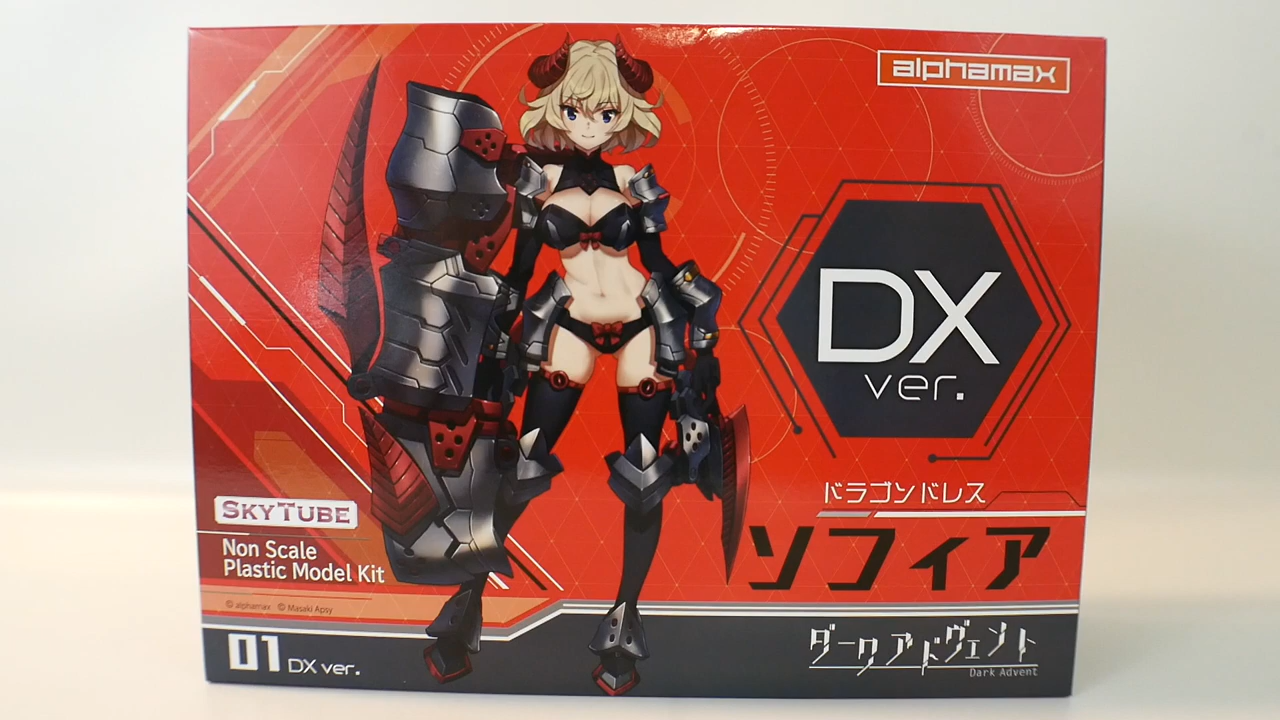 alphamax
DX
ver.
ドラゴンドレス
ソフィア
SKYTUBE
Non Scale
Plastic Model Kit
© alphamax © Masaki Apsy
01 DX ver.
ダークアドヴェント
Dark Advent